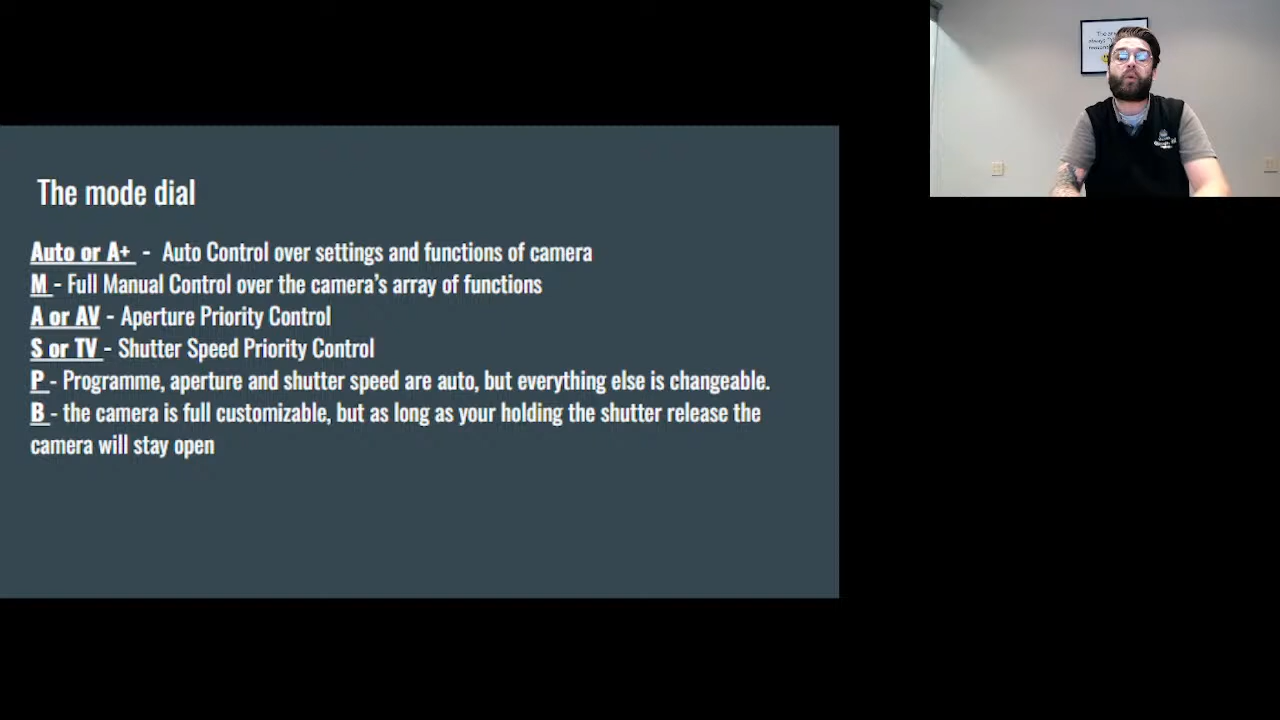 The mode dial
Auto or A+ - Auto Control over settings and functions of camera
M - Full Manual Control over the camera's array of functions
A or AV - Aperture Priority Control
S or TV - Shutter Speed Priority Control
P - Programme, aperture and shutter speed are auto, but everything else is changeable.
B - the camera is full customizable, but as long as your holding the shutter release the
camera will stay open